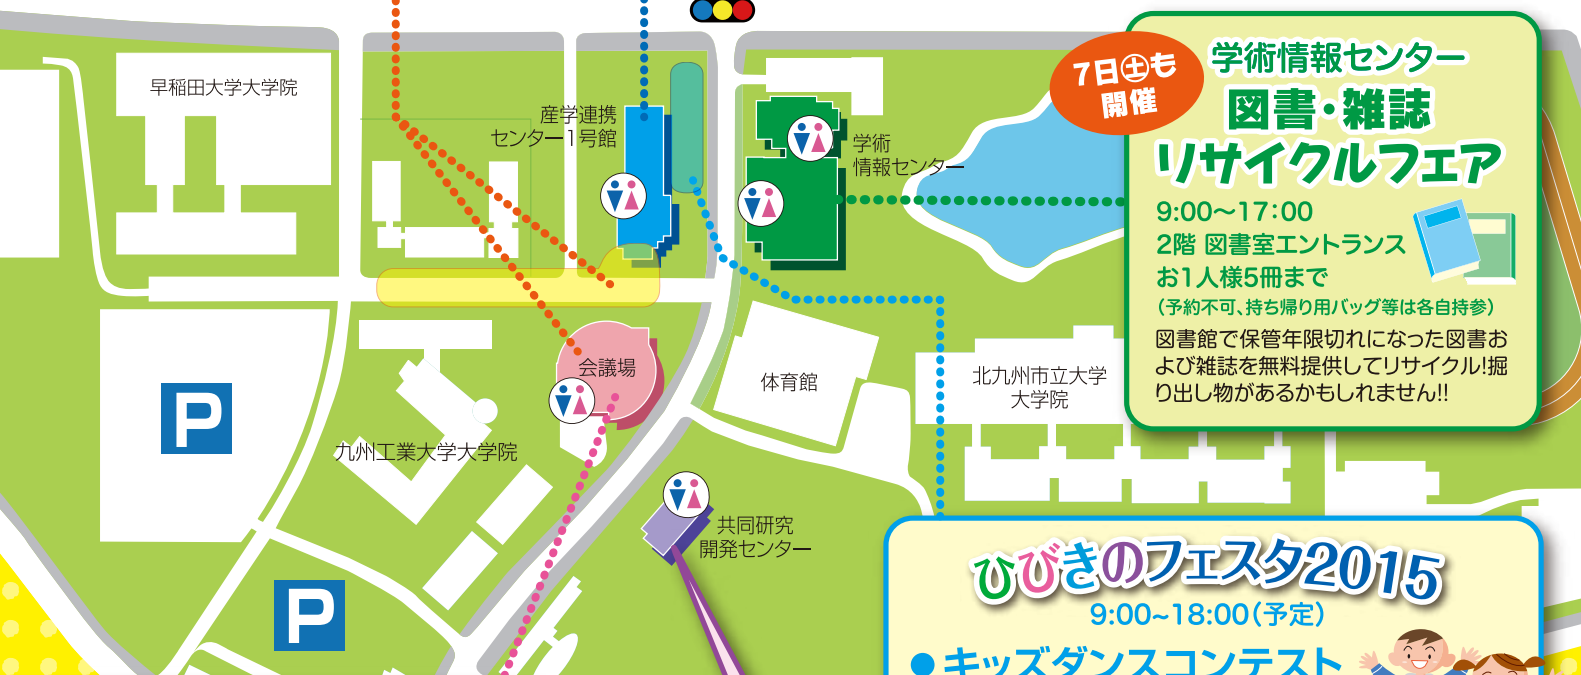 早稲田大学大学院
産学連携
センター1号館
学術
情報センター
7日㊏も
開催
学術情報センター
図書・雑誌
リサイクルフェア
9:00〜17:00
2階 図書室エントランス
お1人様5冊まで
（予約不可、持ち帰り用バッグ等は各自持参）
図書館で保管年限切れになった図書お
よび雑誌を無料提供してリサイクル!掘
り出し物があるかもしれません!!
会議場
体育館
北九州市立大学
大学院
P
九州工業大学大学院
共同研究
開発センター
P
ひびきのフェスタ2015
9:00~18:00（予定）
●キッズダンスコンテスト